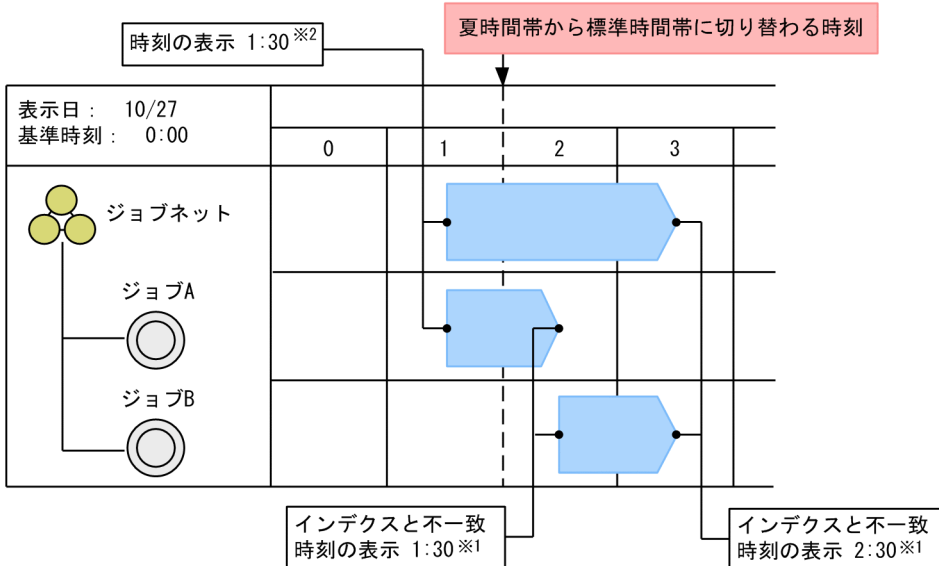 夏時間帯から標準時間帯に切り替わる時刻
時刻の表示 1:30※2
表示日： 10/27
基準時刻： 0:00
0 1 2 3
ジョブネット
ジョブA
ジョブB
インデクスと不一致
時刻の表示 1:30※1
インデクスと不一致
時刻の表示 2:30※1